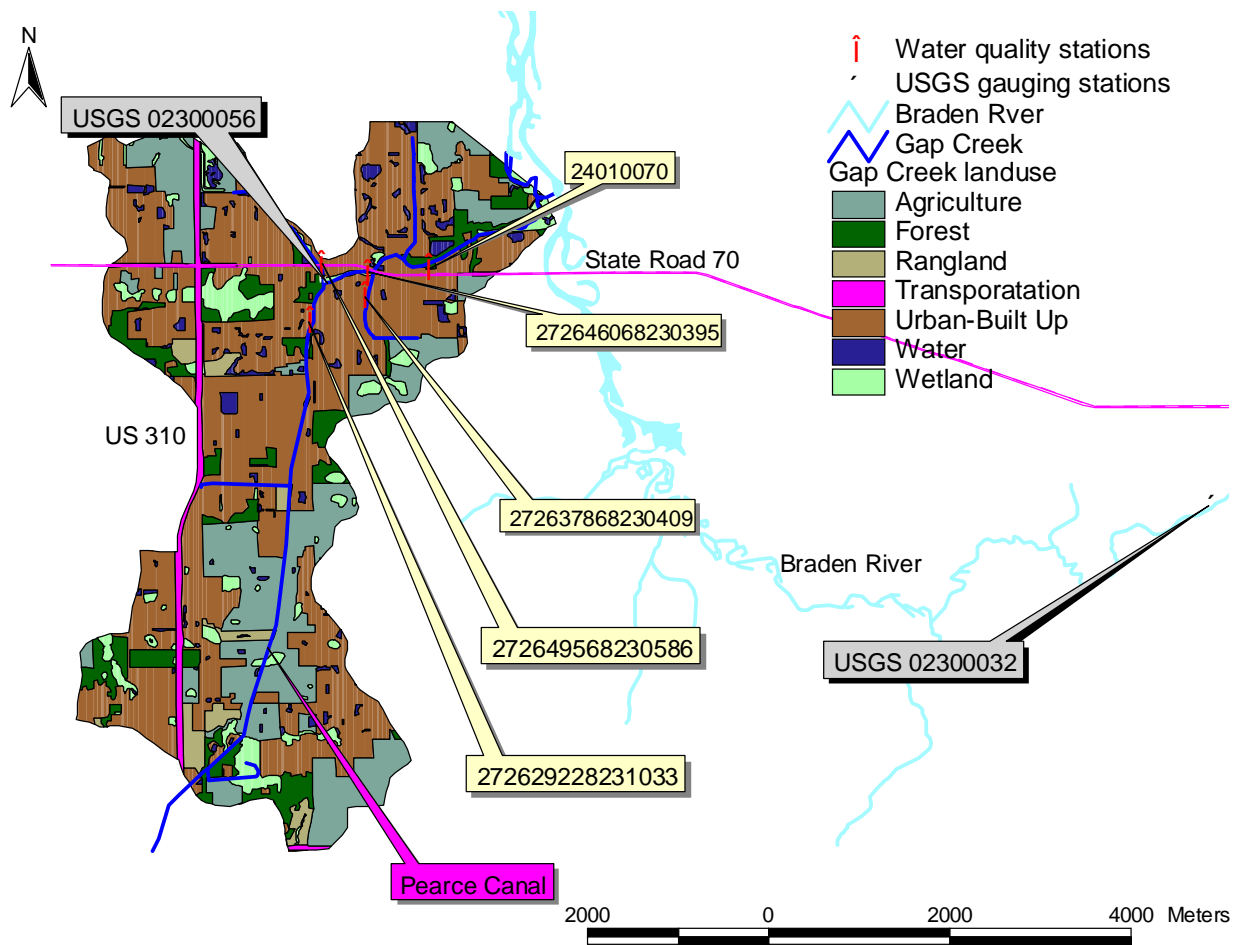 N
Water quality stations
USGS gauging stations
Braden Rver
Gap Creek
Gap Creek landuse
Agriculture
Forest
Rangland
Transporatation
Urban-Built Up
Water
Wetland
USGS 02300056
24010070
State Road 70
272646068230395
US 310
272637868230409
Braden River
272649568230586
USGS 02300032
272629228231033
Pearce Canal
2000 0 2000 4000 Meters